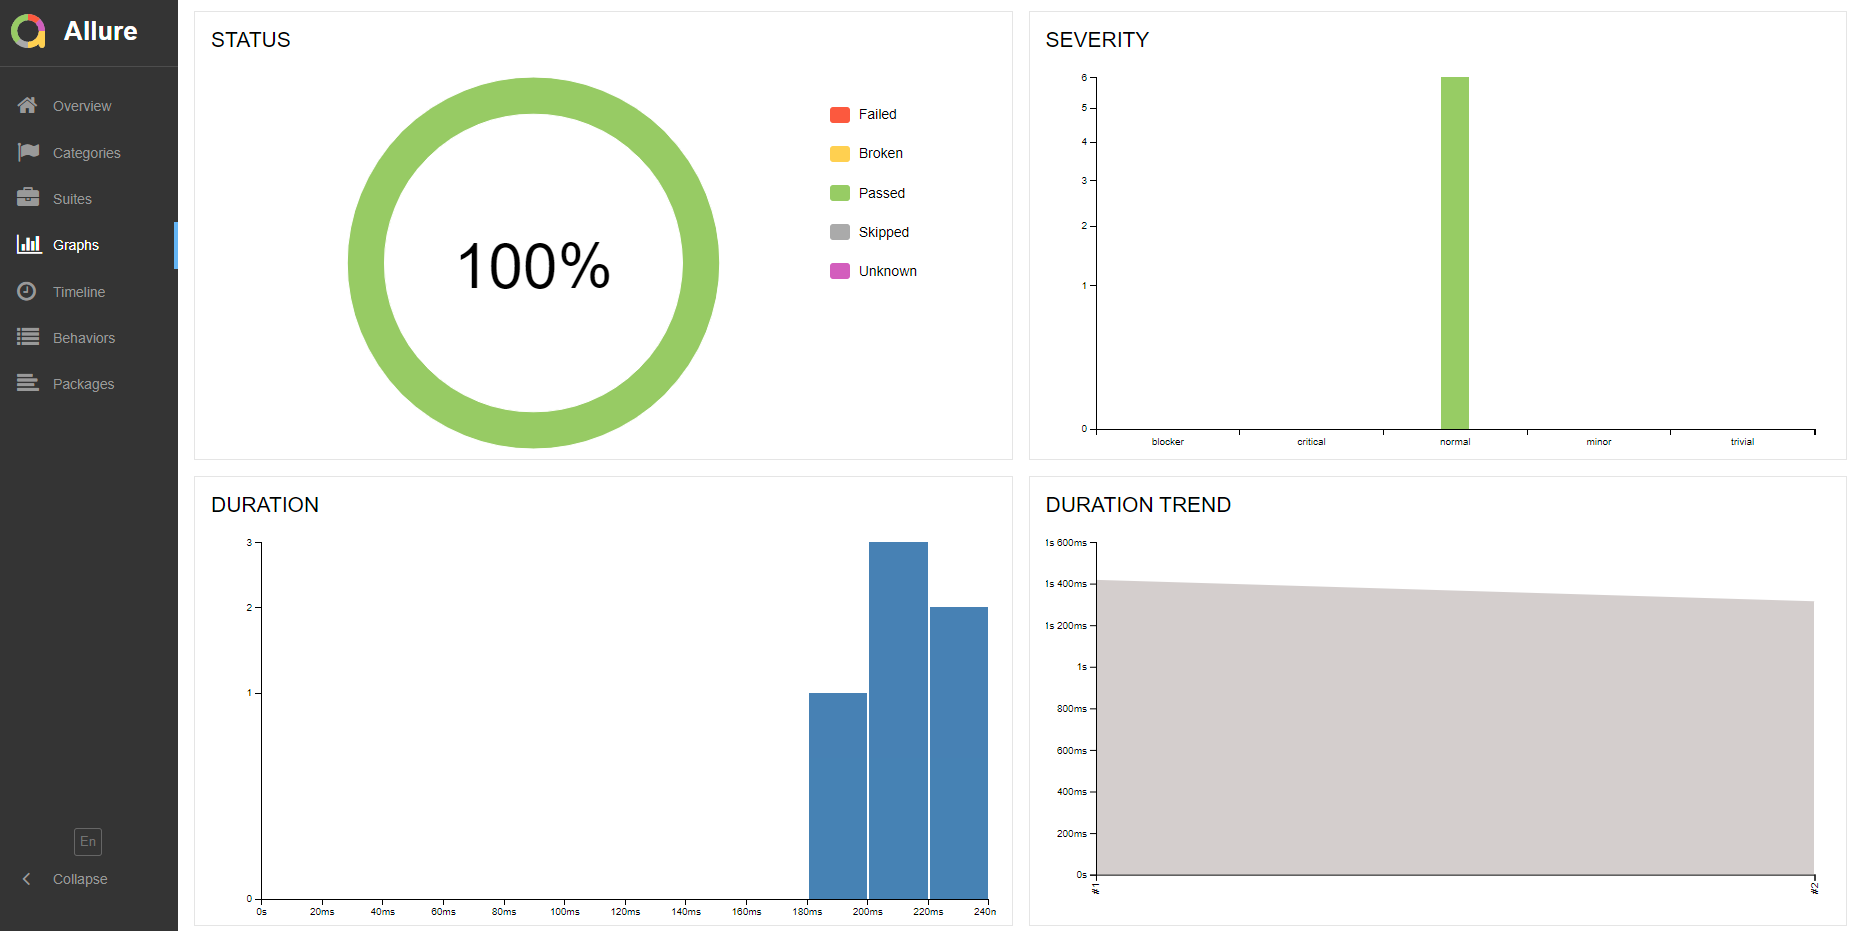 Allure
Overview
Categories
Suites
Graphs
Timeline
Behaviors
Packages
En
Collapse
STATUS
100%
Failed
Broken
Passed
Skipped
Unknown
SEVERITY
6
5
4
3
2
1
0
blocker critical normal minor trivial
DURATION
3
2
1
0
0s 20ms 40ms 60ms 80ms 100ms 120ms 140ms 160ms 180ms 200ms 220ms 240n
DURATION TREND
1s 600ms
1s 400ms
1s 200ms
1s
800ms
600ms
400ms
200ms
0s
#1 #2